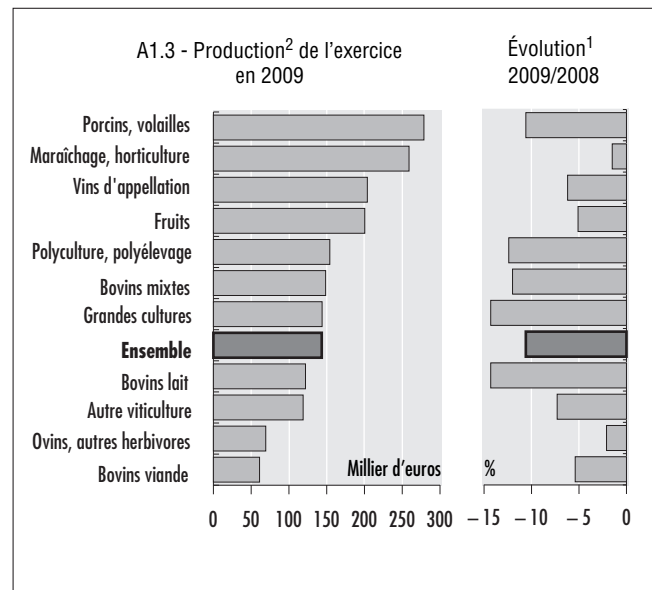 A1.3 - Production² de l’exercice
en 2009
Évolution¹
2009/2008
Porcins, volailles
Maraîchage, horticulture
Vins d'appellation
Fruits
Polyculture, polyélevage
Bovins mixtes
Grandes cultures
Ensemble
Bovins lait
Autre viticulture
Ovins, autres herbivores
Bovins viande
Millier d’euros
%
0 50 100 150 200 250 300
– 15 – 10 – 5 0